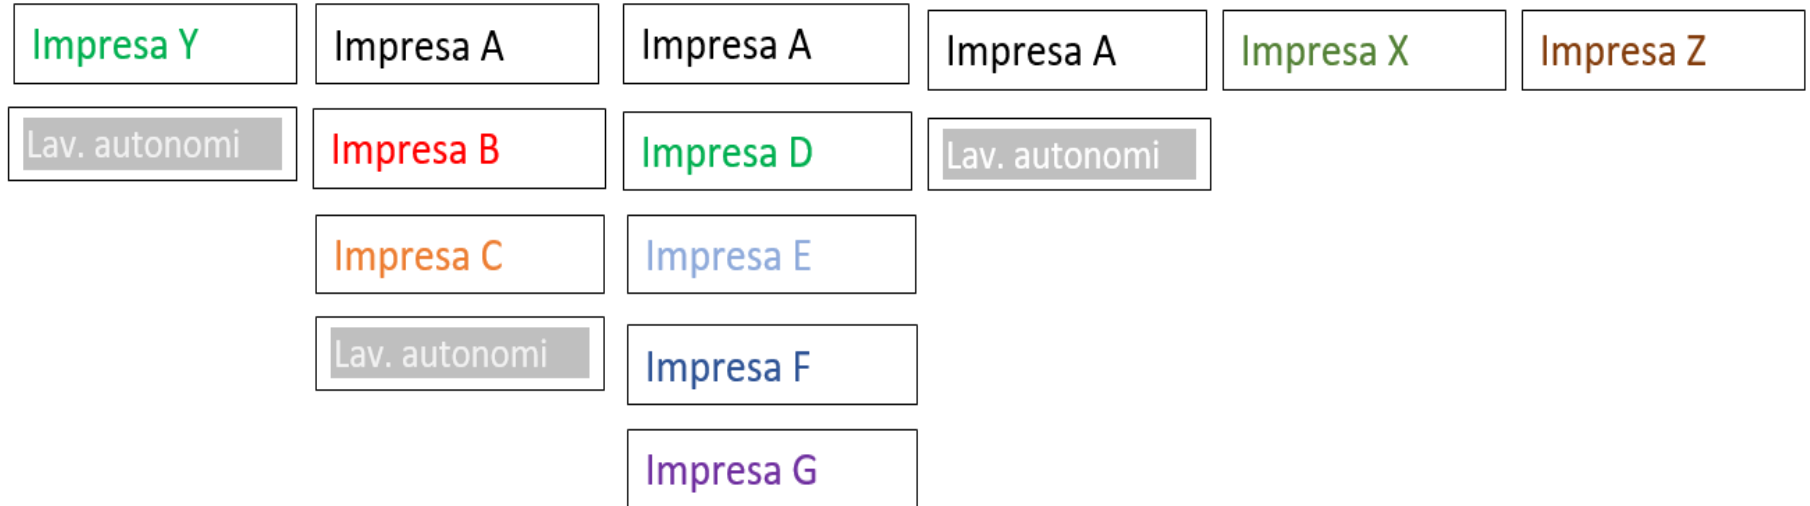 Impresa Y
Impresa A
Impresa A
Impresa A
Impresa X
Impresa Z
Lav. autonomi
Impresa B
Impresa D
Lav. autonomi
Impresa C
Impresa E
Lav. autonomi
Impresa F
Impresa G